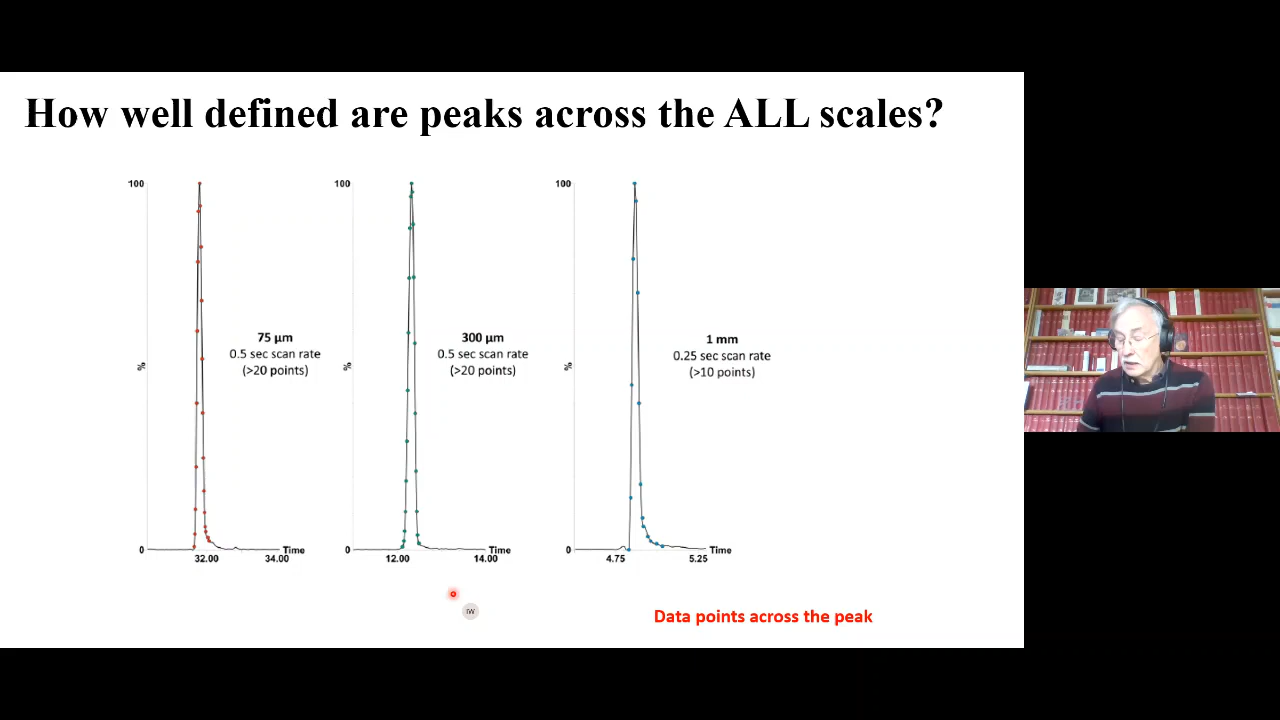 How well defined are peaks across the ALL scales?
100
%
0
75 µm
0.5 sec scan rate
(>20 points)
Time
32.00
34.00
100
%
0
300 µm
0.5 sec scan rate
(>20 points)
Time
12.00
14.00
100
%
0
1 mm
0.25 sec scan rate
(>10 points)
Time
4.75
5.25
IW
Data points across the peak